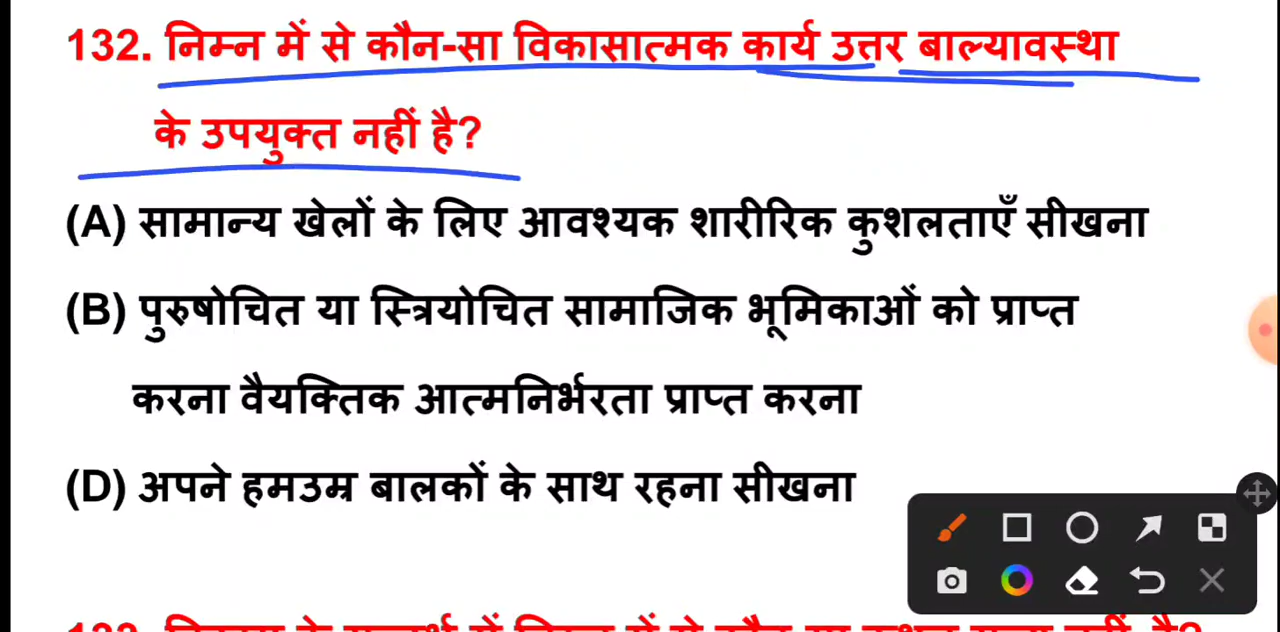 132. निम्न में से कौन-सा विकासात्मक कार्य उत्तर बाल्यावस्था
के उपयुक्त नहीं है?
(A) सामान्य खेलों के लिए आवश्यक शारीरिक कुशलताएँ सीखना
(B) पुरुषोचित या स्त्रियोचित सामाजिक भूमिकाओं को प्राप्त
करना वैयक्तिक आत्मनिर्भरता प्राप्त करना
(D) अपने हमउम्र बालकों के साथ रहना सीखना